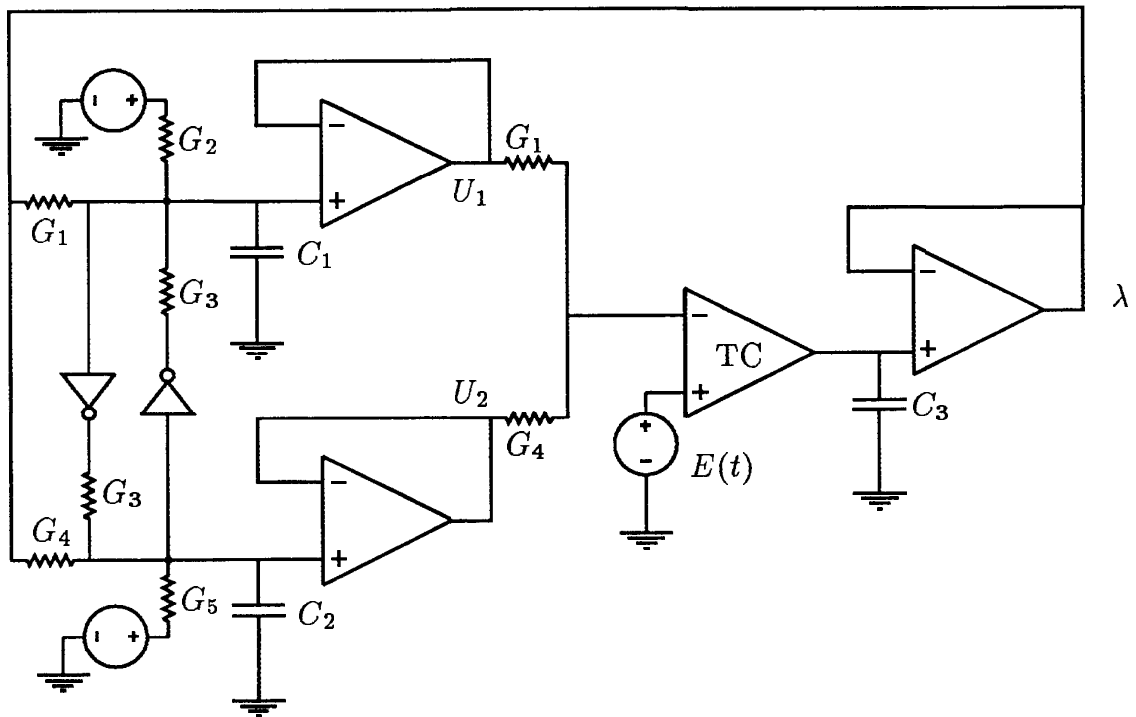 - +
G2
- G1
U1
+
G1
C1
G3
-
λ
- TC
+
U2
+
C3
G4
+
-
E(t)
-
G3
G4
+
G5
C2
- +